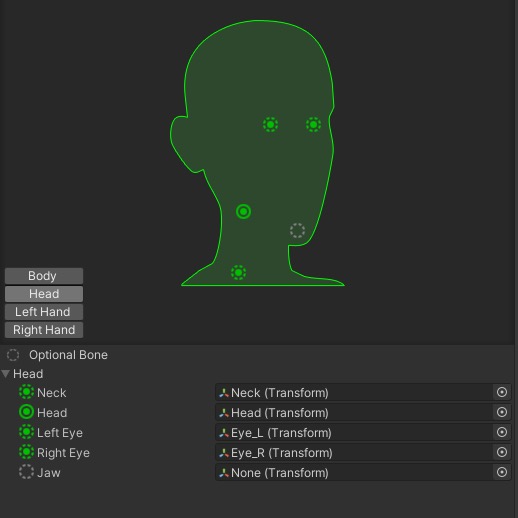 Body
Head
Left Hand
Right Hand
Optional Bone
Head
Neck Neck (Transform)
Head Head (Transform)
Left Eye Eye_L (Transform)
Right Eye Eye_R (Transform)
Jaw None (Transform)